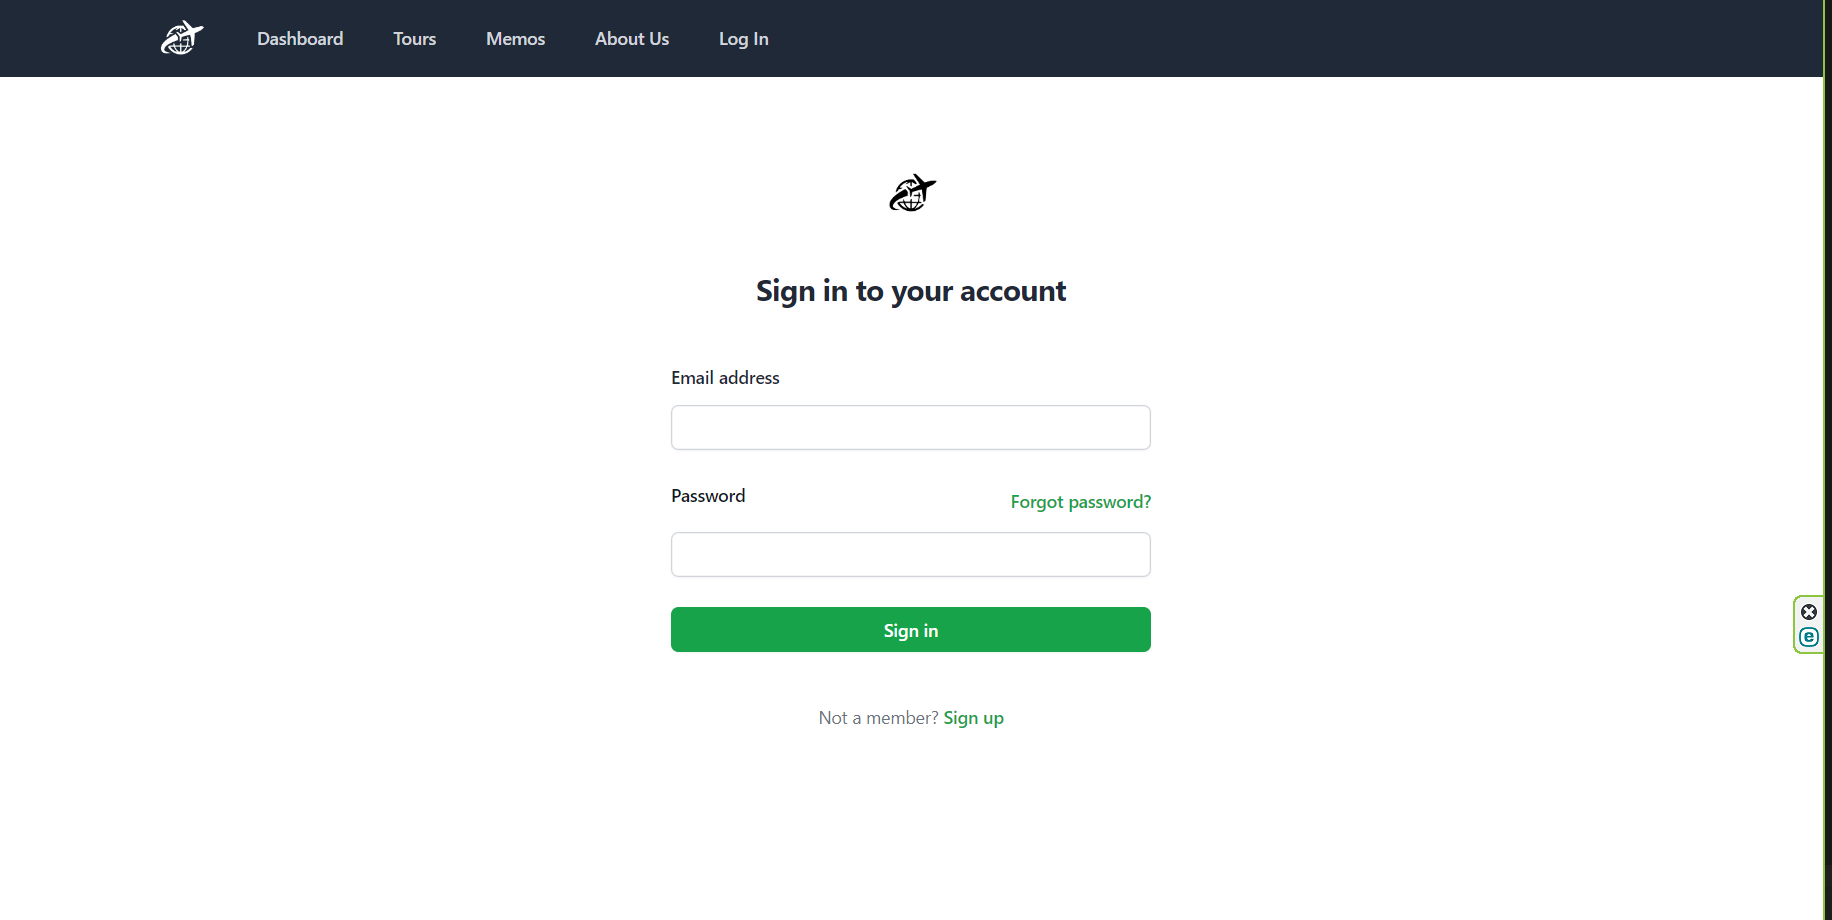 Dashboard Tours Memos About Us Log In
Sign in to your account
Email address
Password Forgot password?
Sign in
Not a member? Sign up
e